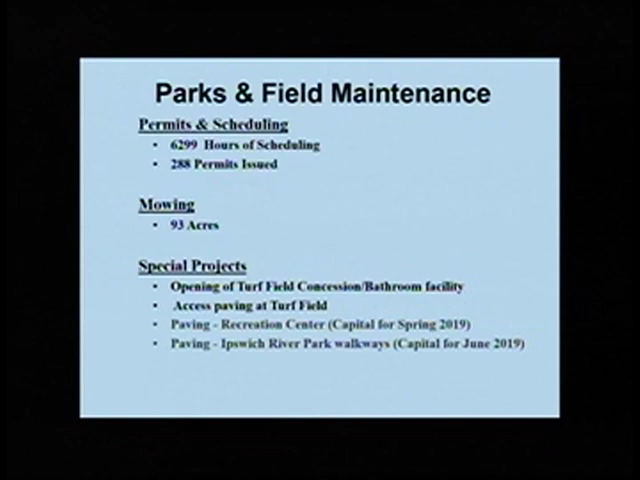 Parks & Field Maintenance
Permits & Scheduling
• 6299 Hours of Scheduling
• 288 Permits Issued
Mowing
• 93 Acres
Special Projects
• Opening of Turf Field Concession/Bathroom facility
• Access paving at Turf Field
• Paving - Recreation Center (Capital for Spring 2019)
• Paving - Ipswich River Park walkways (Capital for June 2019)